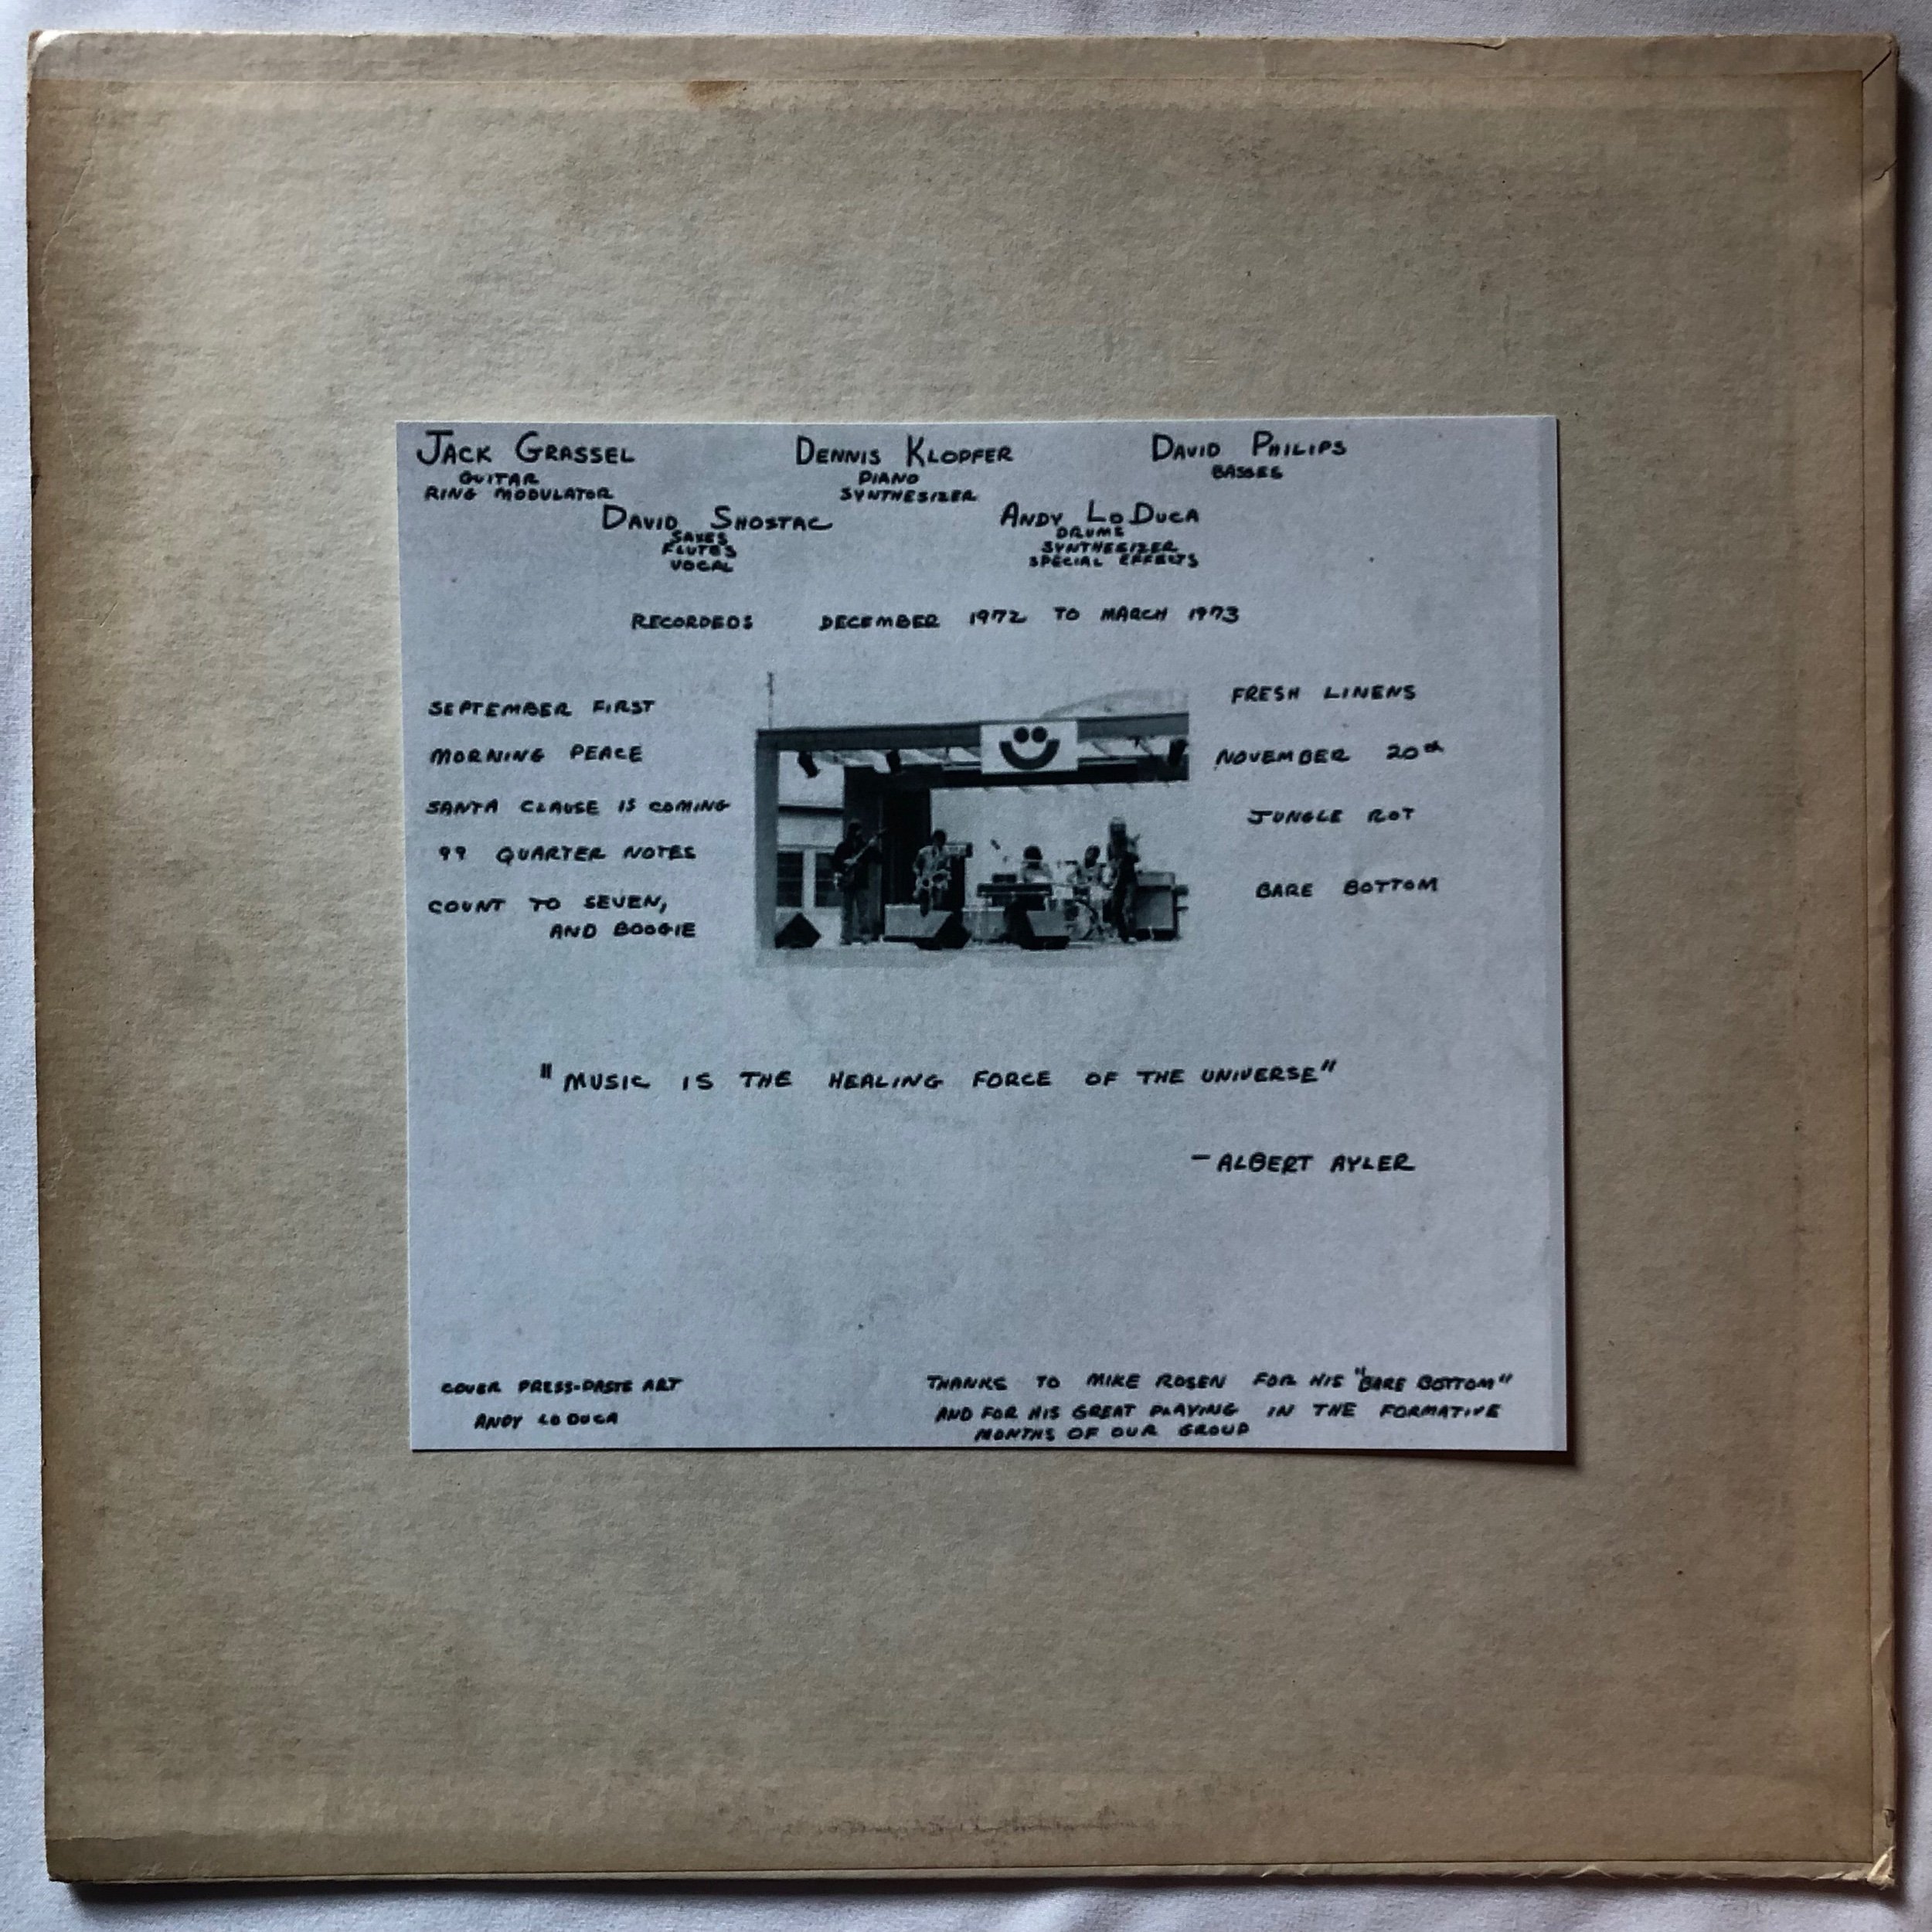 JACK GRASSEL
GUITAR
RING MODULATOR
DENNIS KLOPFER
PIANO
SYNTHESIZER
DAVID PHILIPS
BASSES
DAVID SHOSTAC
SAXES
FLUTES
VOCAL
ANDY LODUCA
DRUMS
SYNTHESIZER
SPECIAL EFFECTS
RECORDED: DECEMBER 1972 TO MARCH 1973
SEPTEMBER FIRST
MORNING PEACE
SANTA CLAUSE IS COMING
99 QUARTER NOTES
COUNT TO SEVEN,
AND BOOGIE
FRESH LINENS
NOVEMBER 20th
JUNGLE ROT
BARE BOTTOM
"MUSIC IS THE HEALING FORCE OF THE UNIVERSE"
- ALBERT AYLER
COVER PRESS-PASTE ART
ANDY LO DUCA
THANKS TO MIKE ROSEN FOR HIS "BARE BOTTOM"
AND FOR HIS GREAT PLAYING IN THE FORMATIVE
MONTHS OF OUR GROUP